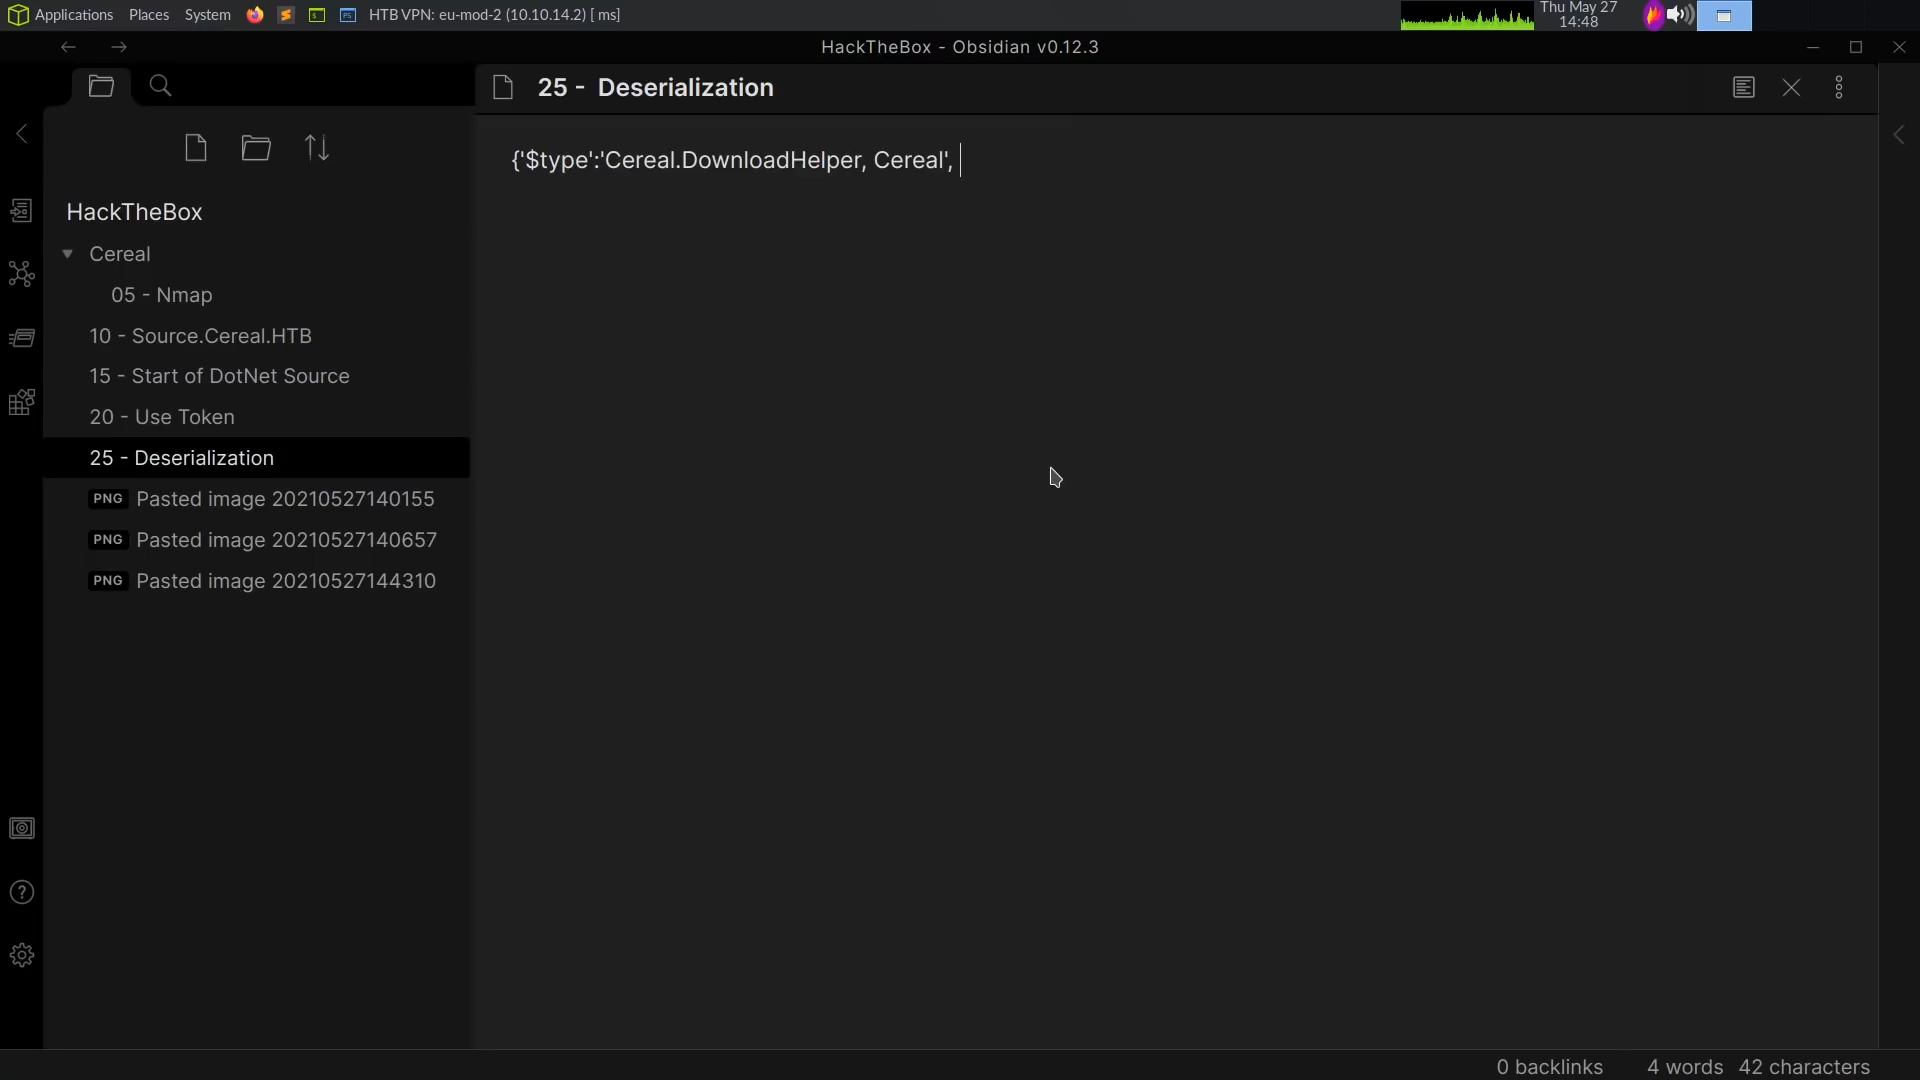 Applications Places System HTB VPN: eu-mod-2 (10.10.14.2) [ ms] Thu May 27
14:48
HackTheBox - Obsidian v0.12.3
25 - Deserialization
{'$type':'Cereal.DownloadHelper, Cereal',
HackTheBox
Cereal
05 - Nmap
10 - Source.Cereal.HTB
15 - Start of DotNet Source
20 - Use Token
25 - Deserialization
PNG Pasted image 20210527140155
PNG Pasted image 20210527140657
PNG Pasted image 20210527144310
0 backlinks 4 words 42 characters